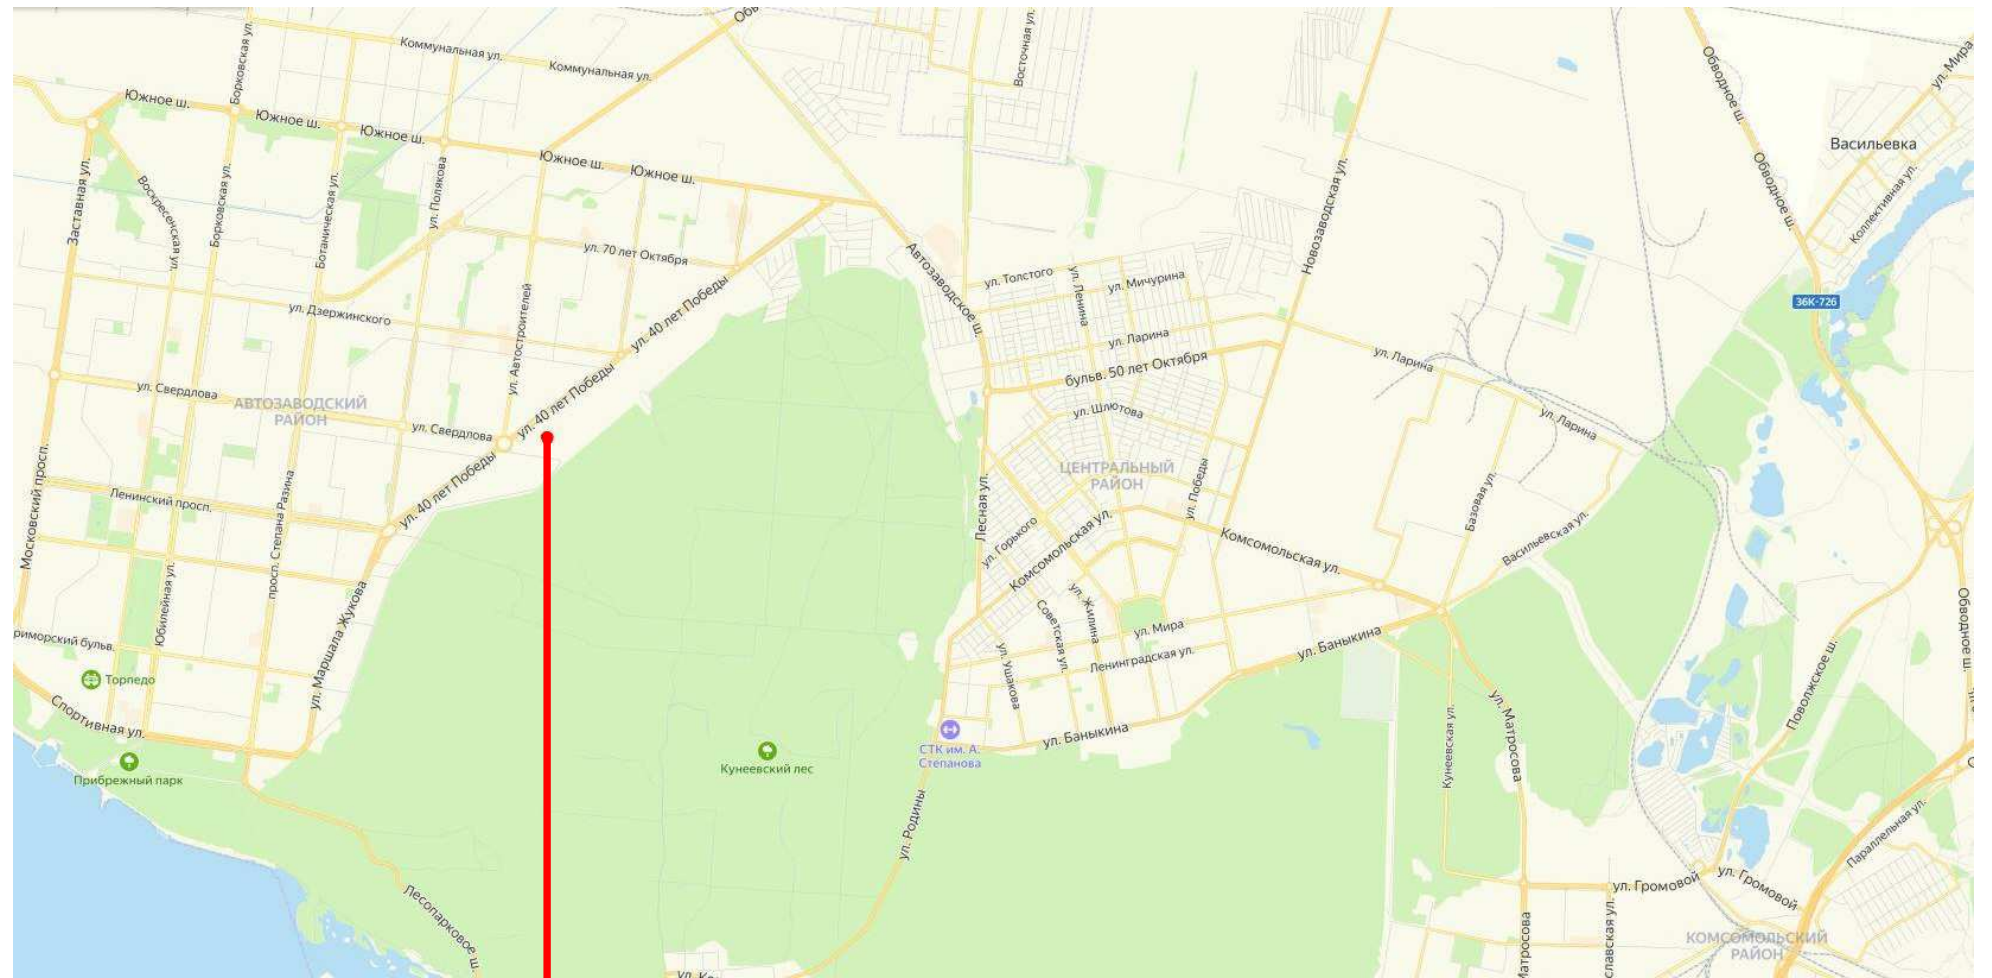 Коммунальная ул.
Коммунальная ул.
Восточная ул.
Борковская ул.
Обводное ш.
ул. Мира
Южное ш.
Южное ш.
Южное ш.
Южное ш.
Южное ш.
Васильевка
Обводное ш.
Заставная ул.
Воскресенская ул.
Борковская ул.
Ботаническая ул.
ул. Полякова
Новозаводская ул.
Коллективная ул.
ул. 70 лет Октября
Автозаводское ш.
ул. Толстого
ул. Ленина
ул. Мичурина
36К-726
ул. Дзержинского
ул. Автостроителей
ул. 40 лет Победы
ул. Ларина
ул. Ларина
бульв. 50 лет Октября
ул. Свердлова
АВТОЗАВОДСКИЙ
РАЙОН
ул. 40 лет Победы
ул. Шлютова
ул. Ларина
ул. Свердлова
ЦЕНТРАЛЬНЫЙ
РАЙОН
ул. 40 лет Победы
Ленинский просп.
Московский просп.
просп. Степана Разина
Лесная ул.
ул. Победы
Базовая ул.
ул. Горького
Комсомольская ул.
Комсомольская ул.
Васильевская ул.
Юбилейная ул.
ул. Маршала Жукова
ул. Жилина
Советская ул.
ул. Мира
Обводное ш.
риморский бульв.
ул. Ушакова
Ленинградская ул.
ул. Баныкина
Поволжское ш.
Торпедо
Спортивная ул.
ул. Баныкина
Кунеевская ул.
ул. Матросова
СТК им. А.
Степанова
Прибрежный парк
Кунеевский лес
ул. Родины
Параллельная ул.
Лесопарковое ш.
ул. Громовой
ул. Громовой
КОМСОМОЛЬСКИЙ
РАЙОН